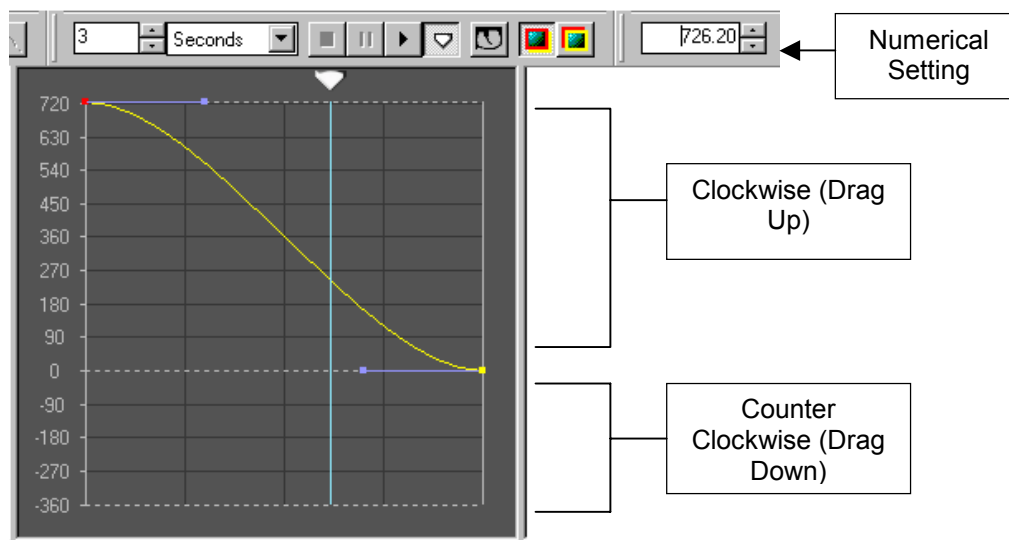 3
Seconds
726.20
Numerical
Setting
720
630
540
450
360
270
180
90
0
-90
-180
-270
-360
Clockwise (Drag
Up)
Counter
Clockwise (Drag
Down)